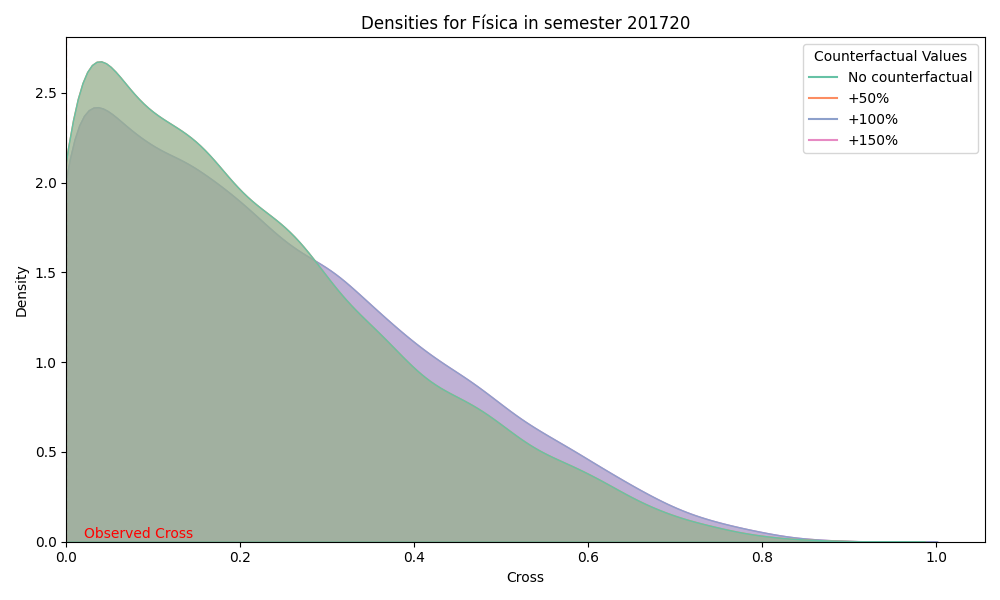 Densities for Física in semester 201720
Counterfactual Values
No counterfactual
+50%
+100%
+150%
Density
2.5
2.0
1.5
1.0
0.5
0.0
Observed Cross
0.0 0.2 0.4 0.6 0.8 1.0
Cross